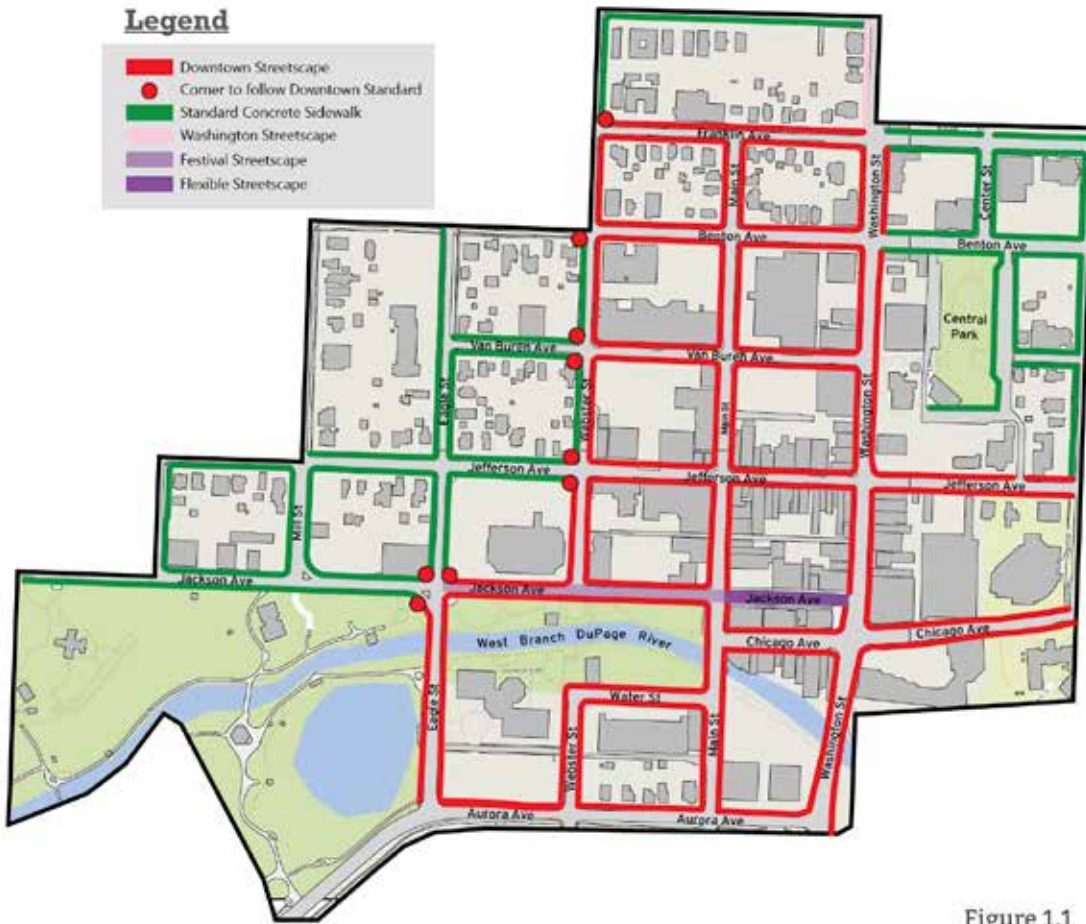 Legend
Downtown Streetscape
Corner to follow Downtown Standard
Standard Concrete Sidewalk
Washington Streetscape
Festival Streetscape
Flexible Streetscape
Franklin Ave
Main St
Washington St
Center St
Benton Ave
Benton Ave
Central
Park
Van Buren Ave
Van Buren Ave
Eagle St
Webster St
Main St
Washington St
Jefferson Ave
Jefferson Ave
Jefferson Ave
Mill St
Jackson Ave
Jackson Ave
Jackson Ave
Chicago Ave
Chicago Ave
West Branch DuPage River
Water St
Eagle St
Webster St
Main St
Washington St
Aurora Ave
Aurora Ave
Figure 1.1